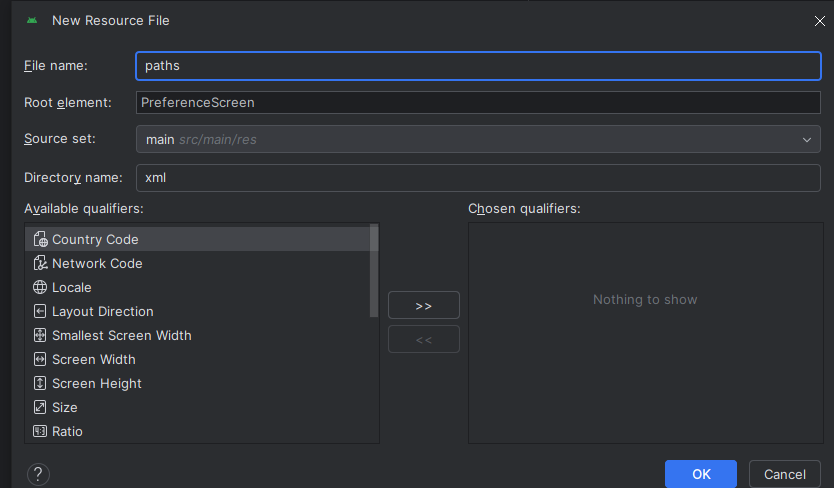 New Resource File
File name:
paths
Root element:
PreferenceScreen
Source set:
main src/main/res
Directory name:
xml
Available qualifiers:
Chosen qualifiers:
Country Code
Network Code
Locale
Layout Direction
Smallest Screen Width
Screen Width
Screen Height
Size
Ratio
>>
<<
Nothing to show
?
OK
Cancel